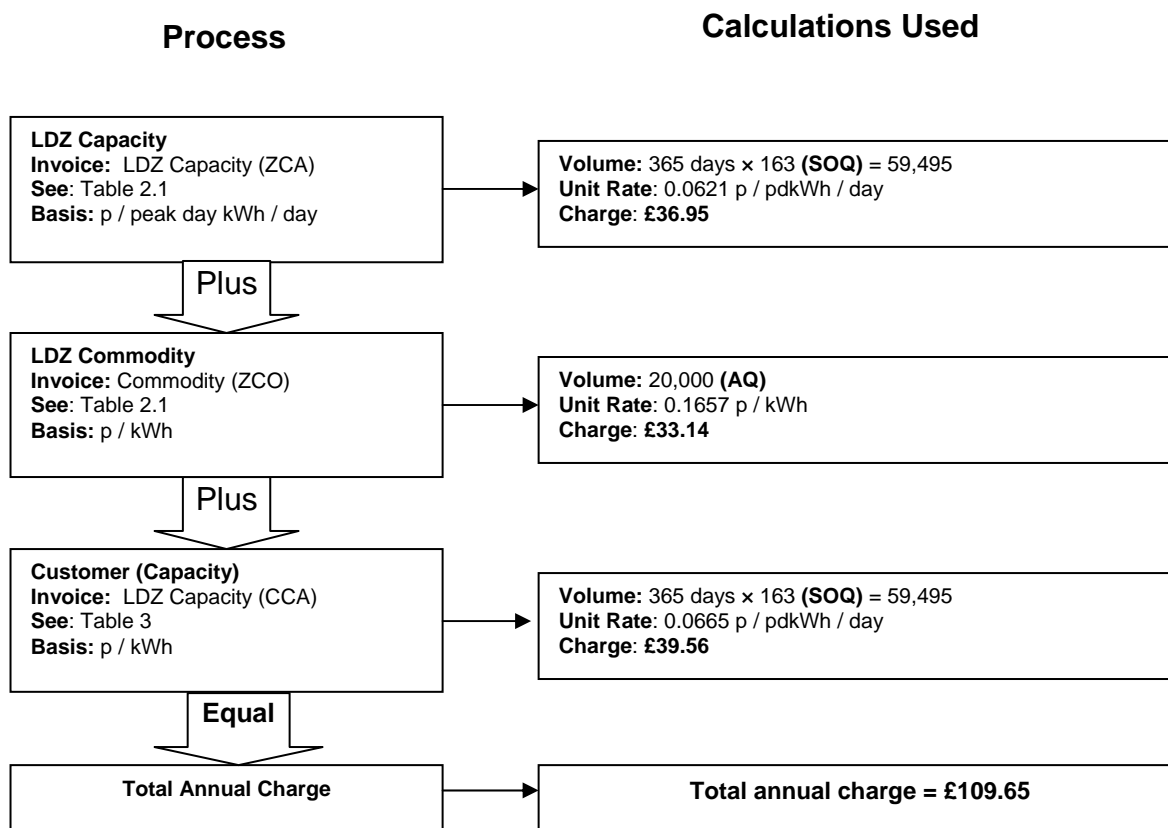 Process
Calculations Used
LDZ Capacity
Invoice: LDZ Capacity (ZCA)
See: Table 2.1
Basis: p / peak day kWh / day
Volume: 365 days × 163 (SOQ) = 59,495
Unit Rate: 0.0621 p / pdkWh / day
Charge: £36.95
Plus
LDZ Commodity
Invoice: Commodity (ZCO)
See: Table 2.1
Basis: p / kWh
Volume: 20,000 (AQ)
Unit Rate: 0.1657 p / kWh
Charge: £33.14
Plus
Customer (Capacity)
Invoice: LDZ Capacity (CCA)
See: Table 3
Basis: p / kWh
Volume: 365 days × 163 (SOQ) = 59,495
Unit Rate: 0.0665 p / pdkWh / day
Charge: £39.56
Equal
Total Annual Charge
Total annual charge = £109.65